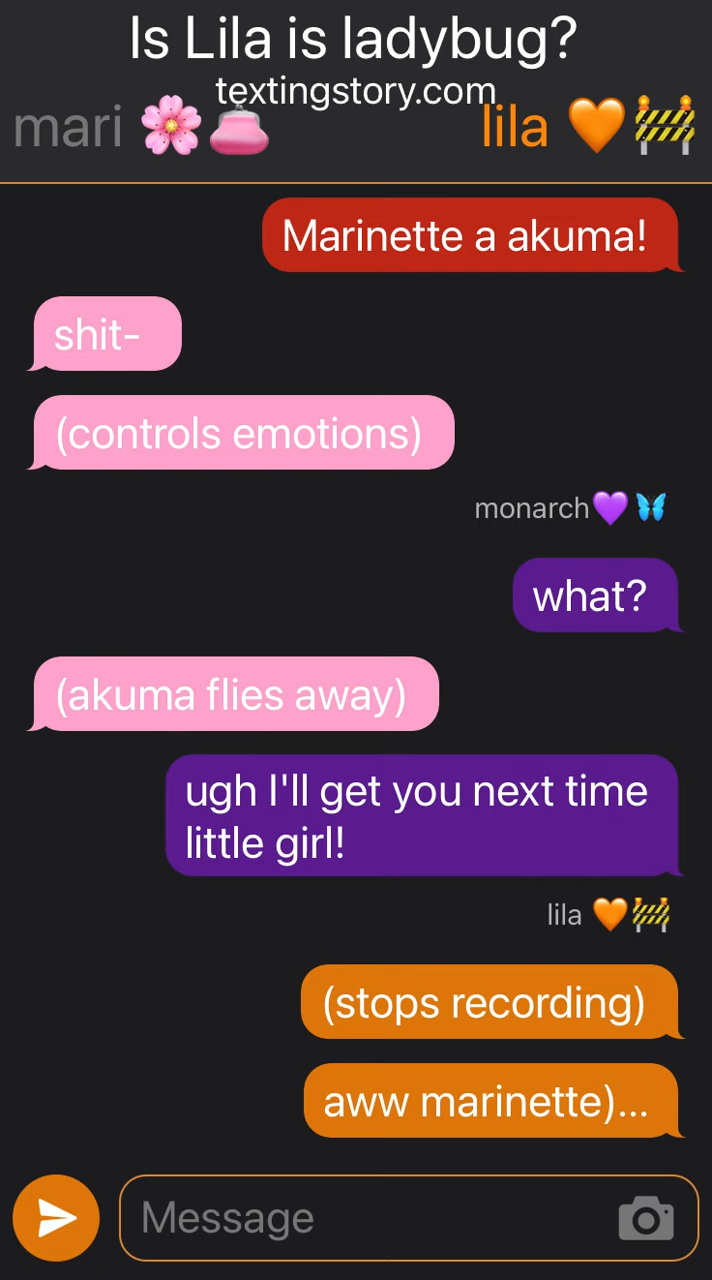 Is Lila is ladybug?
textingstory.com
mari 🌸👛
lila 🧡🚧
Marinette a akuma!
shit-
(controls emotions)
monarch💜🦋
what?
(akuma flies away)
ugh I'll get you next time
little girl!
lila 🧡🚧
(stops recording)
aww marinette)...
Message